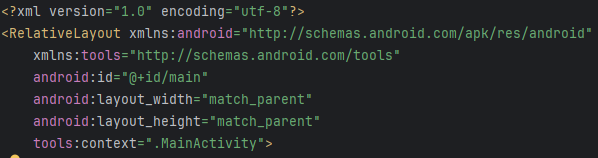 <?xml version="1.0" encoding="utf-8"?>
<RelativeLayout xmlns:android="http://schemas.android.com/apk/res/android"
    xmlns:tools="http://schemas.android.com/tools"
    android:id="@+id/main"
    android:layout_width="match_parent"
    android:layout_height="match_parent"
    tools:context=".MainActivity">